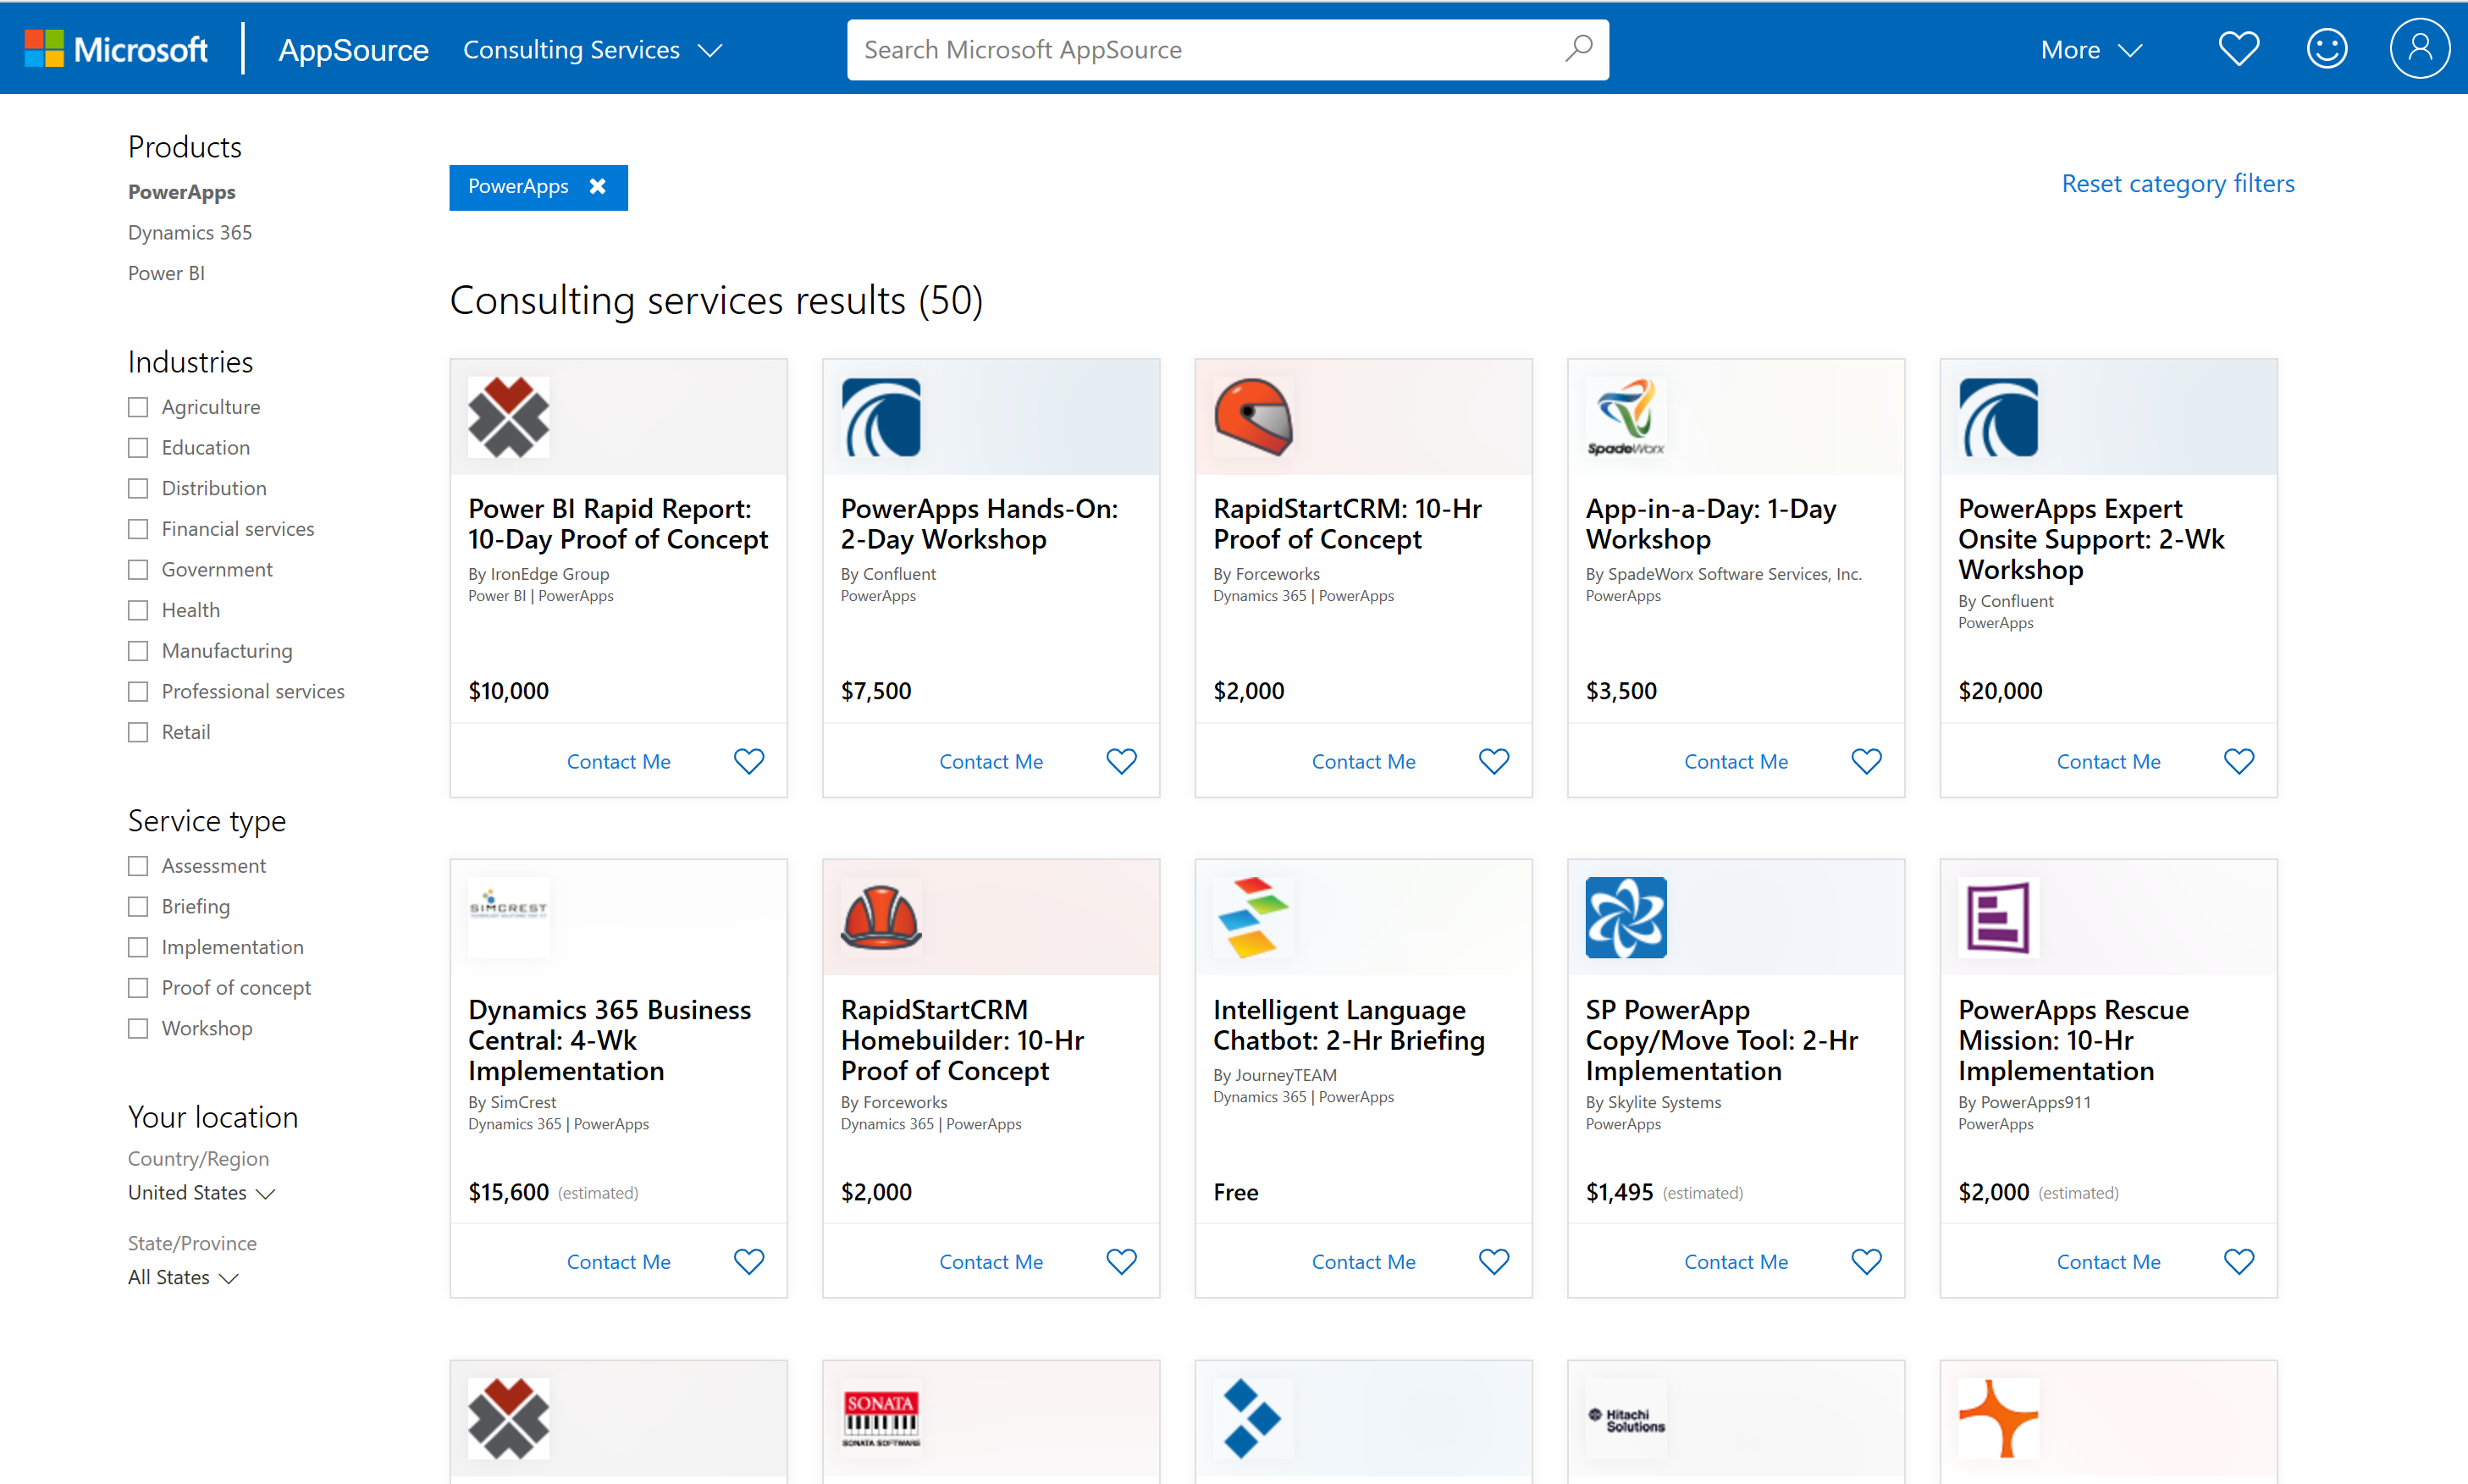 Microsoft
AppSource
Consulting Services
Search Microsoft AppSource
More
Products
PowerApps
Dynamics 365
Power BI
Industries
Agriculture
Education
Distribution
Financial services
Government
Health
Manufacturing
Professional services
Retail
Service type
Assessment
Briefing
Implementation
Proof of concept
Workshop
Your location
Country/Region
United States
State/Province
All States
PowerApps
Reset category filters
Consulting services results (50)
Power BI Rapid Report:
10-Day Proof of Concept
By IronEdge Group
Power BI | PowerApps
$10,000
Contact Me
PowerApps Hands-On:
2-Day Workshop
By Confluent
PowerApps
$7,500
Contact Me
RapidStartCRM: 10-Hr
Proof of Concept
By Forceworks
Dynamics 365 | PowerApps
$2,000
Contact Me
SpadeWorx
App-in-a-Day: 1-Day
Workshop
By SpadeWorx Software Services, Inc.
PowerApps
$3,500
Contact Me
PowerApps Expert
Onsite Support: 2-Wk
Workshop
By Confluent
PowerApps
$20,000
Contact Me
SIMCREST
Dynamics 365 Business
Central: 4-Wk
Implementation
By SimCrest
Dynamics 365 | PowerApps
$15,600 (estimated)
Contact Me
RapidStartCRM
Homebuilder: 10-Hr
Proof of Concept
By Forceworks
Dynamics 365 | PowerApps
$2,000
Contact Me
Intelligent Language
Chatbot: 2-Hr Briefing
By JourneyTEAM
Dynamics 365 | PowerApps
Free
Contact Me
SP PowerApp
Copy/Move Tool: 2-Hr
Implementation
By Skylite Systems
PowerApps
$1,495 (estimated)
Contact Me
PowerApps Rescue
Mission: 10-Hr
Implementation
By PowerApps911
PowerApps
$2,000 (estimated)
Contact Me
SONATA
SONATA SOFTWARE
Hitachi
Solutions